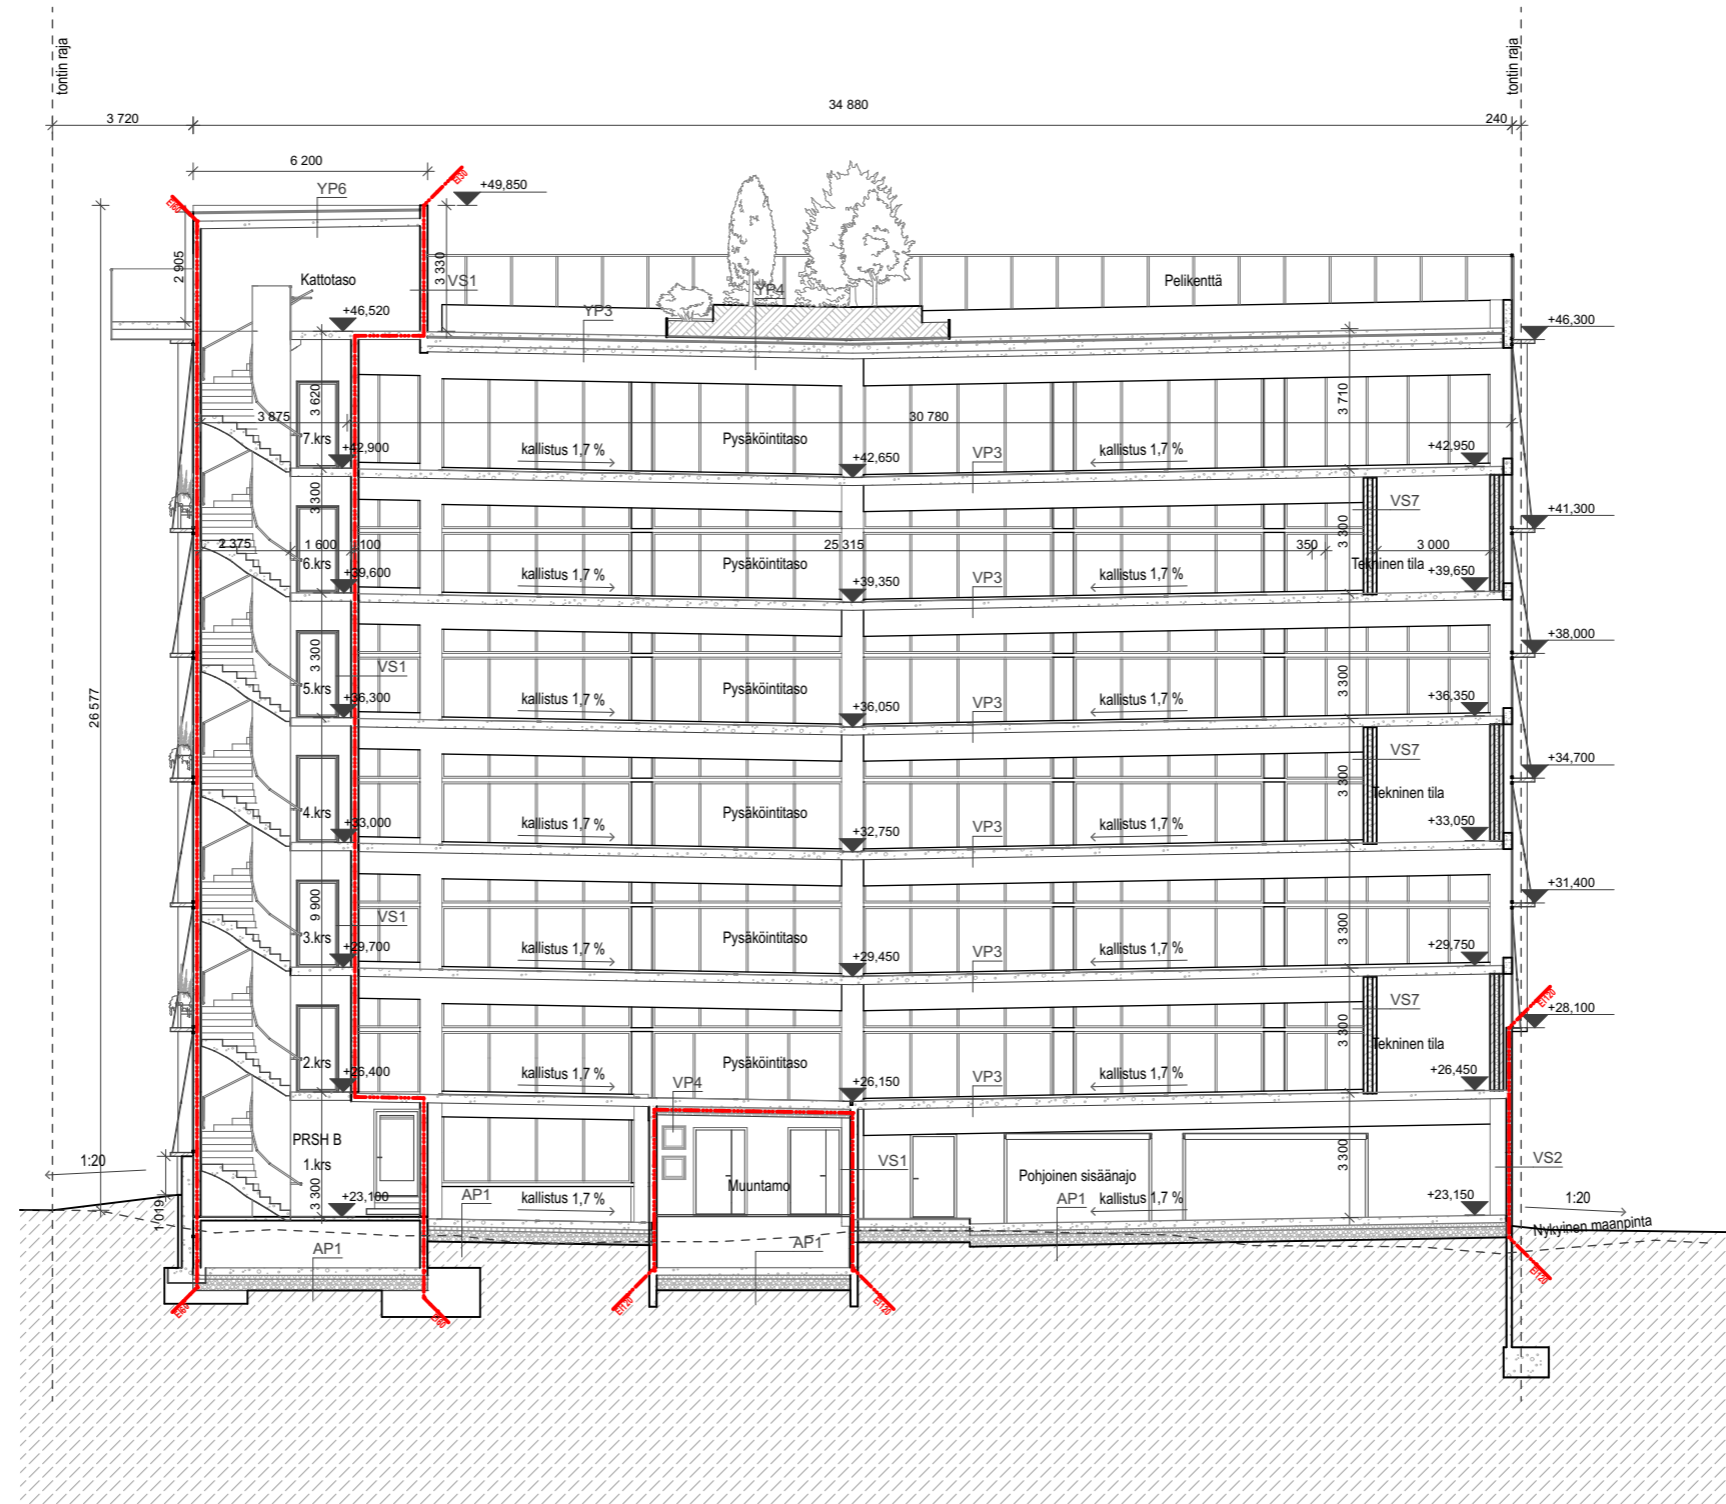 tontin raja
tontin raja
34 880
3 720
240
6 200
YP6
EI30
+49,850
EI60
2 905
3 330
Kattotaso
VS1
YP4
Pelikenttä
+46,520
YP3
+46,300
3 620
3 710
3 875
30 780
7.krs
+42,900
kallistus 1,7 %
Pysäköintitaso
+42,650
VP3
kallistus 1,7 %
+42,950
3 300
3 300
VS7
+41,300
2 375
1 600
100
25 315
350
3 000
6.krs
+39,600
kallistus 1,7 %
Pysäköintitaso
+39,350
VP3
kallistus 1,7 %
Tekninen tila
+39,650
3 300
VS1
+38,000
26 577
5.krs
+36,300
kallistus 1,7 %
Pysäköintitaso
+36,050
VP3
kallistus 1,7 %
3 300
+36,350
VS7
+34,700
3 300
Tekninen tila
4.krs
+33,000
kallistus 1,7 %
Pysäköintitaso
+32,750
VP3
kallistus 1,7 %
+33,050
9 900
VS1
+31,400
3.krs
+29,700
kallistus 1,7 %
Pysäköintitaso
+29,450
VP3
kallistus 1,7 %
3 300
+29,750
VS7
EI120
+28,100
3 300
Tekninen tila
2.krs
+26,400
kallistus 1,7 %
Pysäköintitaso
VP4
+26,150
VP3
kallistus 1,7 %
+26,450
PRSH B
1.krs
1:20
VS1
VS2
3 300
Pohjoinen sisäänajo
Muuntamo
3 300
+23,100
1 019
AP1
kallistus 1,7 %
AP1
kallistus 1,7 %
+23,150
1:20
Nykyinen maanpinta
AP1
AP1
EI60
EI60
EI120
EI120
EI120